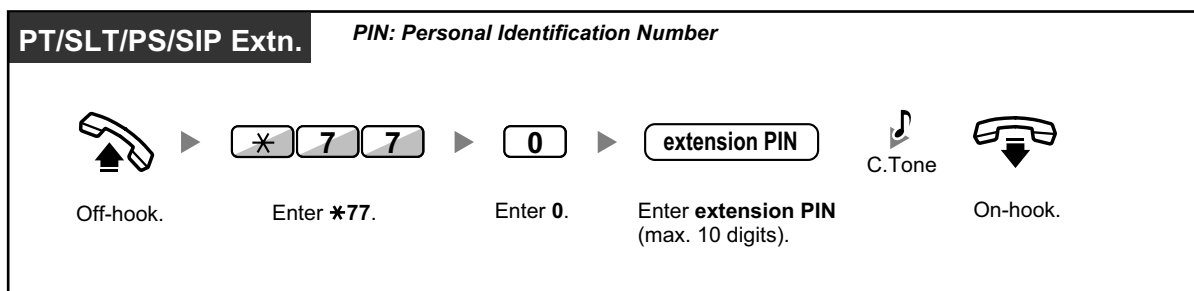 PT/SLT/PS/SIP Extn.
PIN: Personal Identification Number
* 7 7
0
extension PIN
C.Tone
Off-hook.
Enter *77.
Enter 0.
Enter extension PIN
(max. 10 digits).
On-hook.